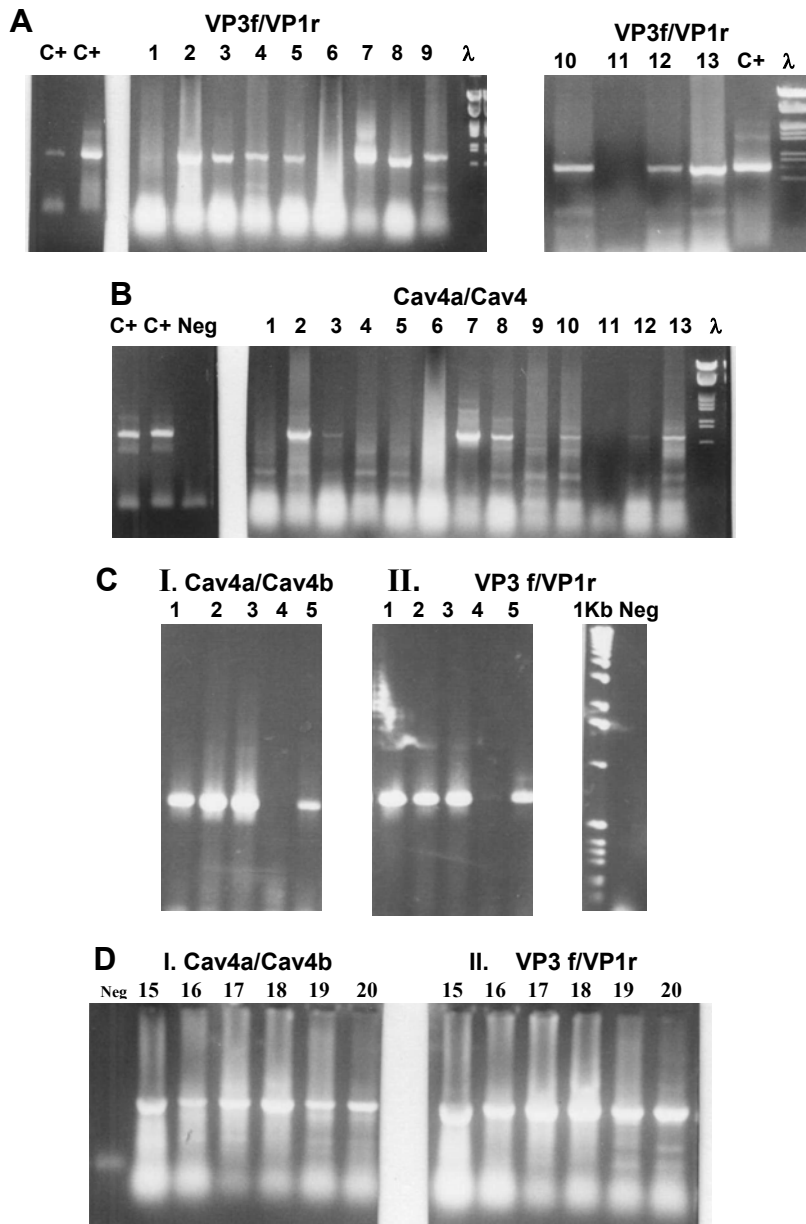 A
VP3f/VP1r
C+ C+ 1 2 3 4 5 6 7 8 9 λ
VP3f/VP1r
10 11 12 13 C+ λ
B
Cav4a/Cav4
C+ C+ Neg 1 2 3 4 5 6 7 8 9 10 11 12 13 λ
C
I. Cav4a/Cav4b
1 2 3 4 5
II. VP3 f/VP1r
1 2 3 4 5
1Kb Neg
D
I. Cav4a/Cav4b
Neg 15 16 17 18 19 20
II. VP3 f/VP1r
15 16 17 18 19 20